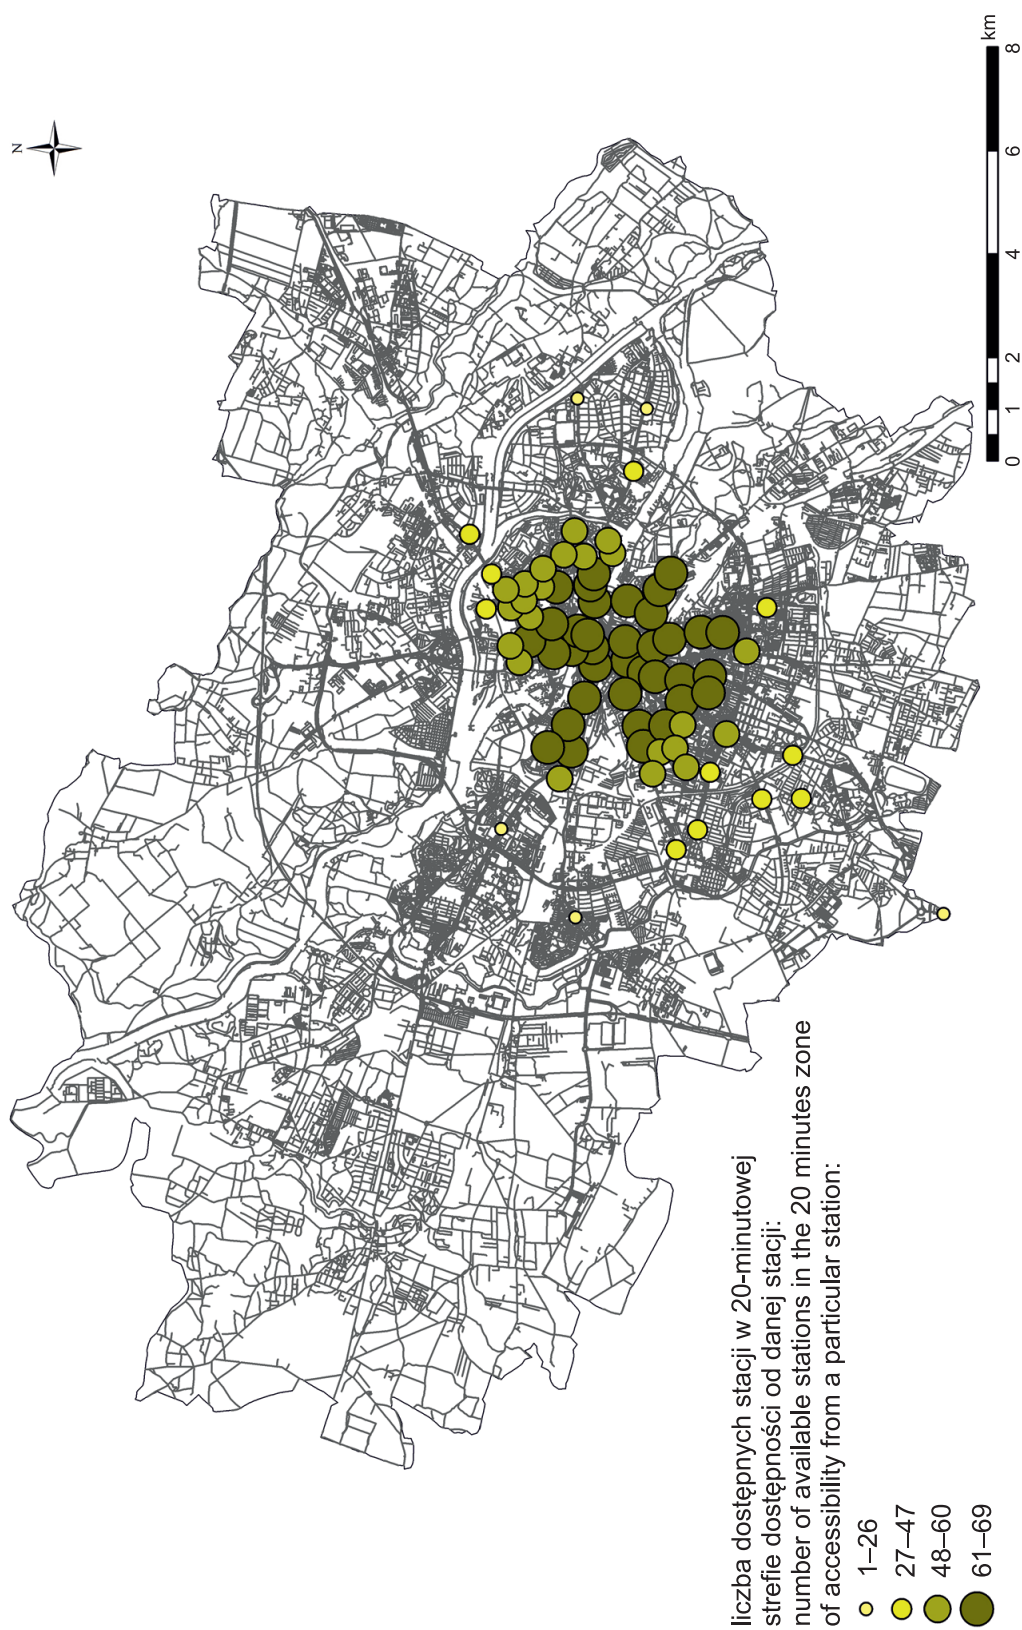 N
km
0 1 2 4 6 8
liczba dostępnych stacji w 20-minutowej
strefie dostępności od danej stacji:
number of available stations in the 20 minutes zone
of accessibility from a particular station:
1–26
27–47
48–60
61–69